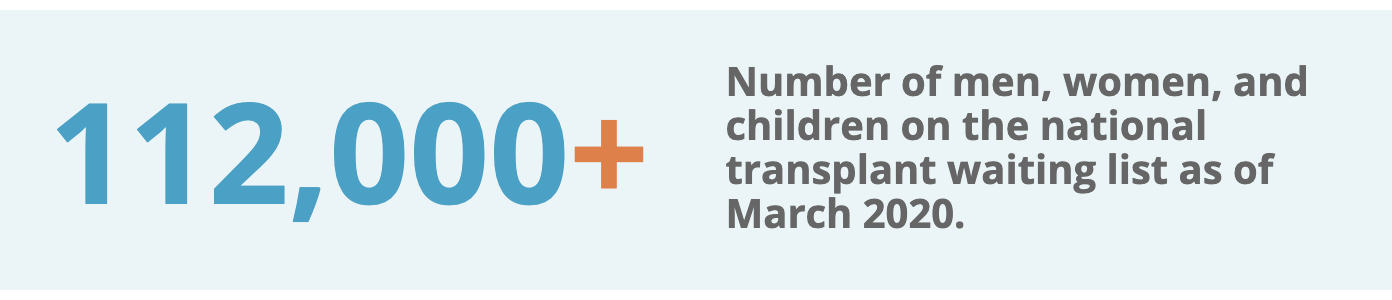 112,000+
Number of men, women, and
children on the national
transplant waiting list as of
March 2020.